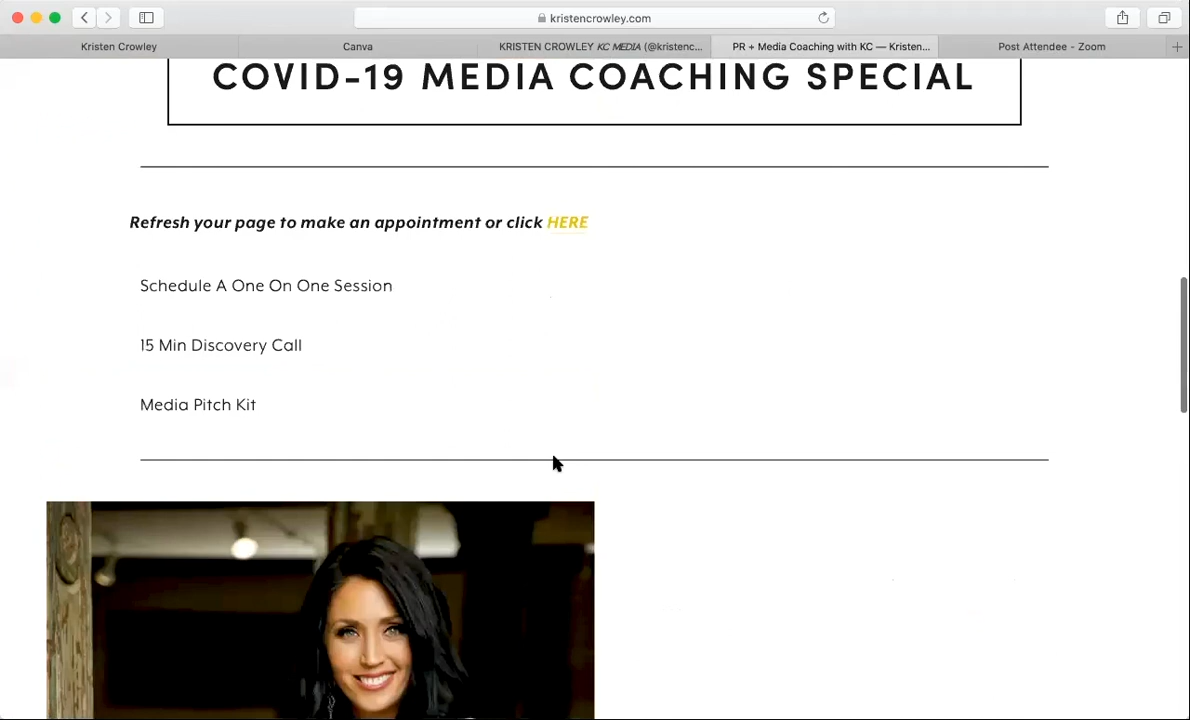 kristencrowley.com
Kristen Crowley
Canva
KRISTEN CROWLEY KC MEDIA (@kristenc...
PR + Media Coaching with KC — Kristen...
Post Attendee - Zoom
COVID-19 MEDIA COACHING SPECIAL
Refresh your page to make an appointment or click HERE
Schedule A One On One Session
15 Min Discovery Call
Media Pitch Kit